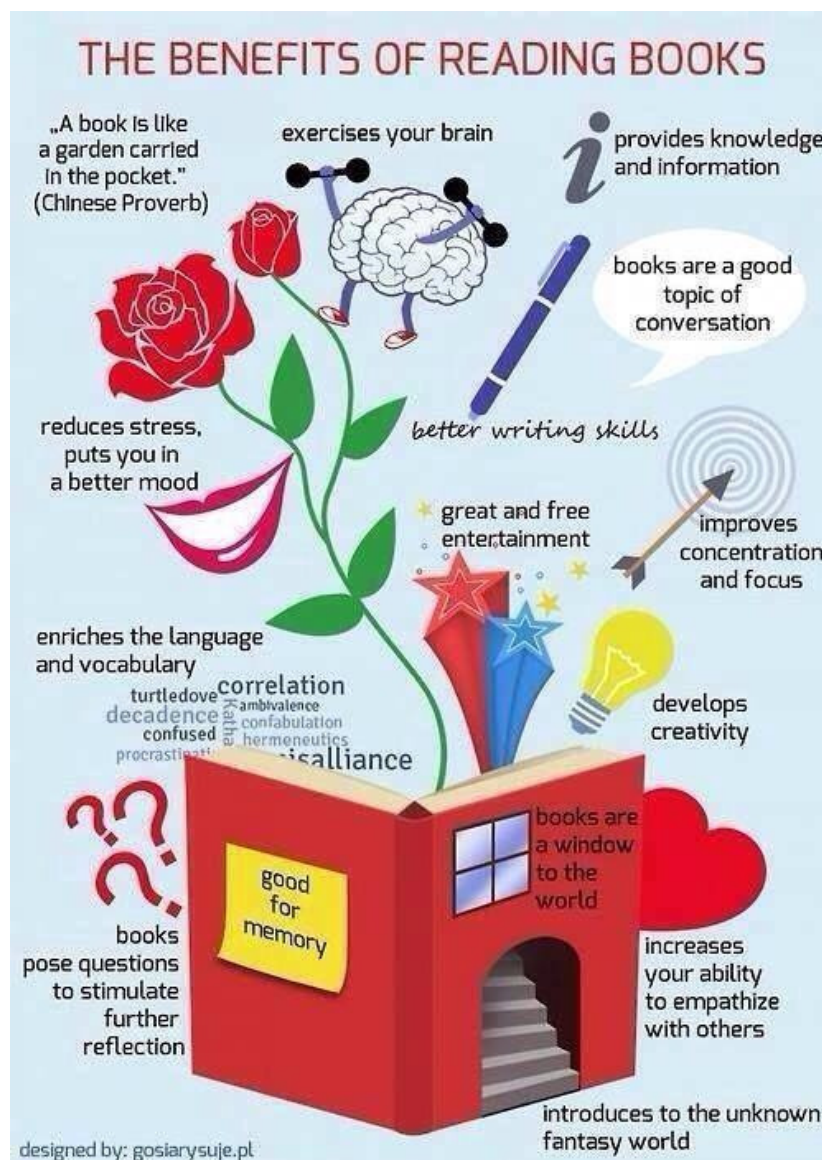 THE BENEFITS OF READING BOOKS
„A book is like
a garden carried
in the pocket."
(Chinese Proverb)
exercises your brain
provides knowledge
and information
books are a good
topic of
conversation
better writing skills
reduces stress,
puts you in
a better mood
great and free
entertainment
improves
concentration
and focus
enriches the language
and vocabulary
correlation
turtledove
ambivalence
decadence
Katha
confabulation
confused
hermeneutics
procrastinati
isalliance
develops
creativity
books are
a window
to the
world
good
for
memory
books
pose questions
to stimulate
further
reflection
increases
your ability
to empathize
with others
introduces to the unknown
fantasy world
designed by: gosiarysuje.pl